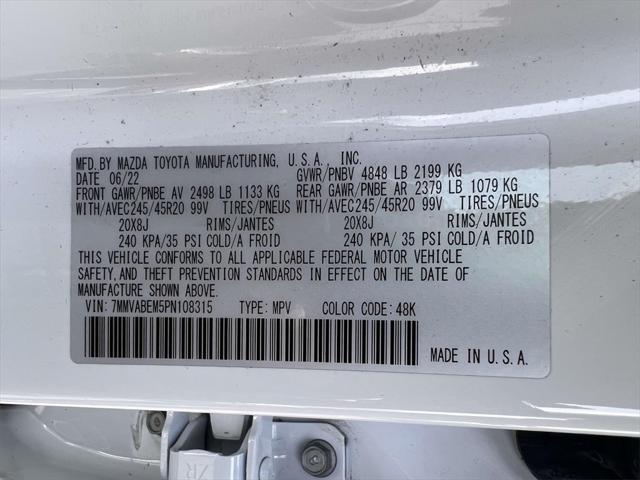 MFD. BY MAZDA TOYOTA MANUFACTURING, U.S.A., INC.
DATE 06/22 GVWR/PNBV 4848 LB 2199 KG
FRONT GAWR/PNBE AV 2498 LB 1133 KG REAR GAWR/PNBE AR 2379 LB 1079 KG
WITH/AVEC245/45R20 99V TIRES/PNEUS WITH/AVEC245/45R20 99V TIRES/PNEUS
20X8J RIMS/JANTES 20X8J RIMS/JANTES
240 KPA/35 PSI COLD/A FROID 240 KPA/ 35 PSI COLD/A FROID
THIS VEHICLE CONFORMS TO ALL APPLICABLE FEDERAL MOTOR VEHICLE
SAFETY, AND THEFT PREVENTION STANDARDS IN EFFECT ON THE DATE OF
MANUFACTURE SHOWN ABOVE.
VIN: 7MMVABEM5PN108315 TYPE: MPV COLOR CODE: 48K
MADE IN U.S.A.
ZR